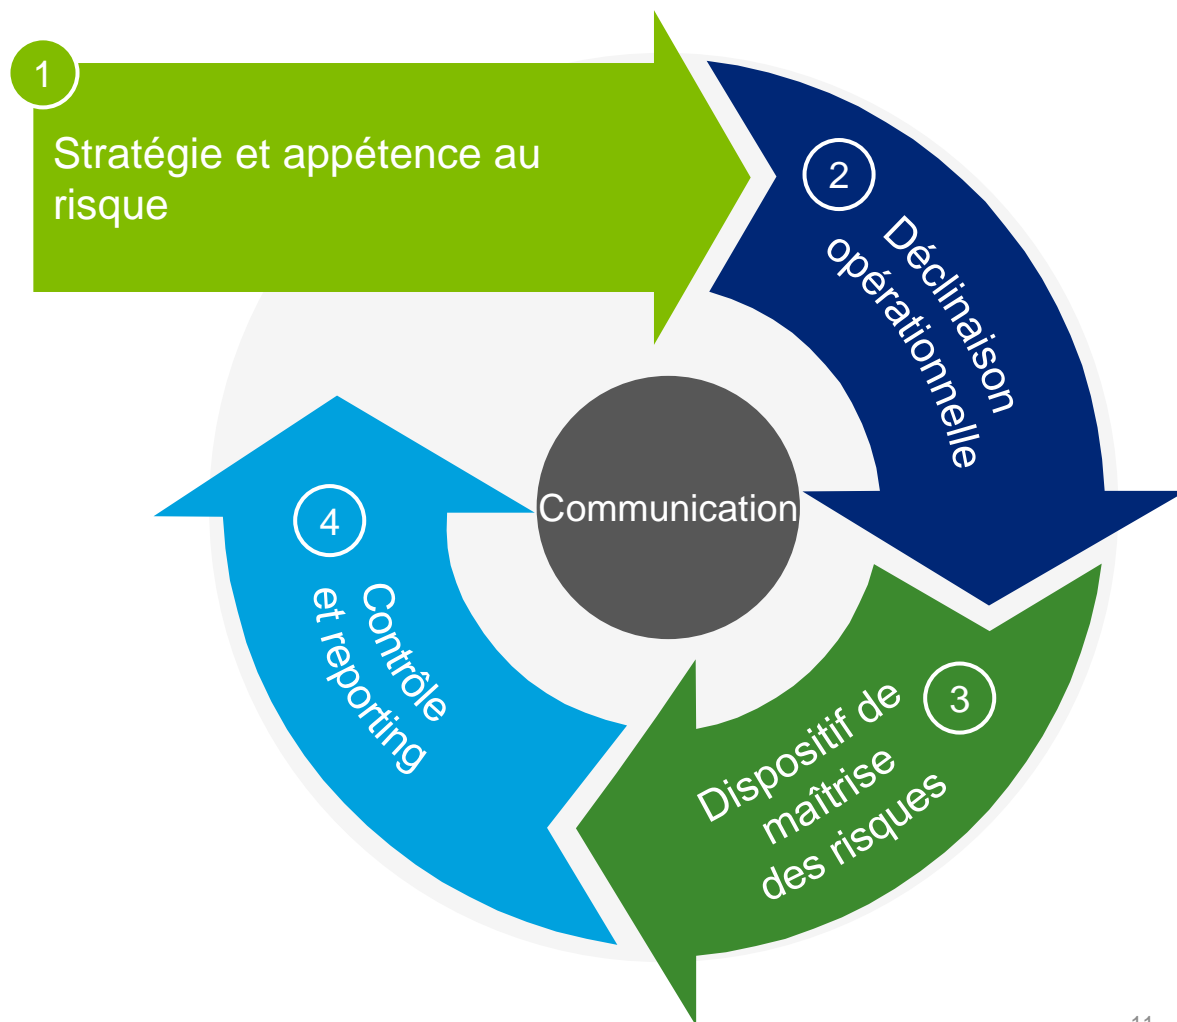 1
Stratégie et appétence au
risque
2
Déclinaison
opérationnelle
Communication
3
Dispositif de
maîtrise
des risques
4
Contrôle
et reporting
11